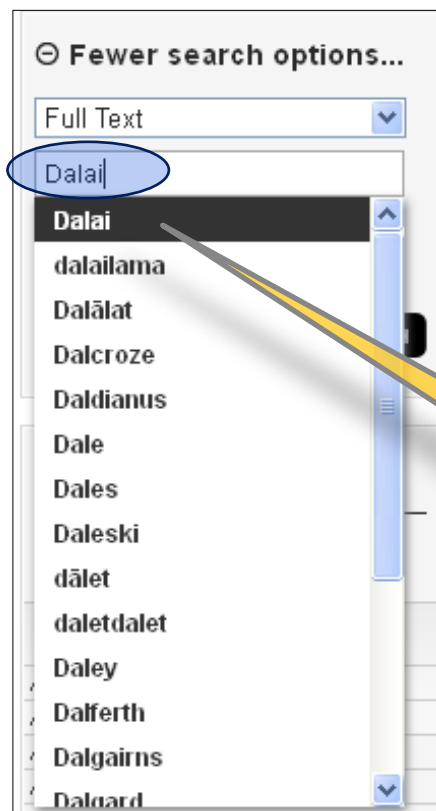 Fewer search options...
Full Text
Dalai
Dalai
dalailama
Dalālat
Dalcroze
Daldianus
Dale
Dales
Daleski
dālet
daletdalet
Daley
Dalferth
Dalgairns
Dalgard